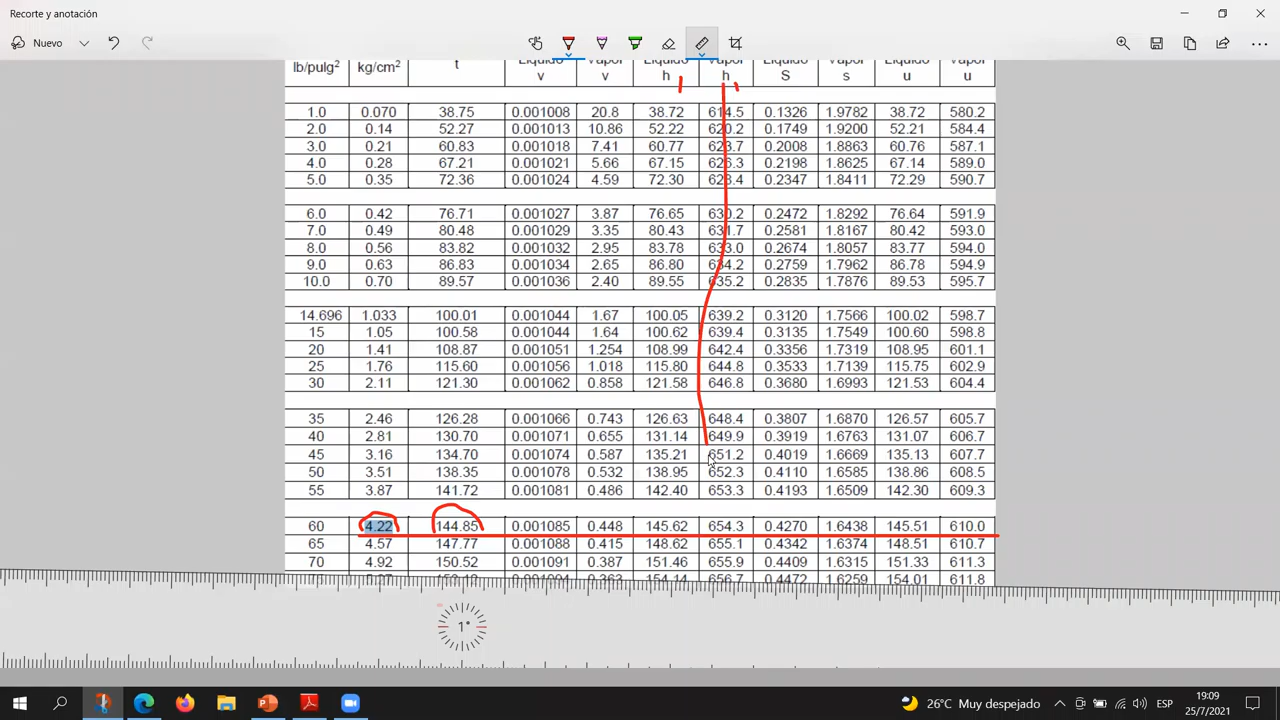 Recorte y anotación
Nuevo
lb/pulg² kg/cm² t v v h h S s u u
1.0 0.070 38.75 0.001008 20.8 38.72 614.5 0.1326 1.9782 38.72 580.2
2.0 0.14 52.27 0.001013 10.86 52.22 620.2 0.1749 1.9200 52.21 584.4
3.0 0.21 60.83 0.001018 7.41 60.77 623.7 0.2008 1.8863 60.76 587.1
4.0 0.28 67.21 0.001021 5.66 67.15 626.3 0.2198 1.8625 67.14 589.0
5.0 0.35 72.36 0.001024 4.59 72.30 628.4 0.2347 1.8411 72.29 590.7
6.0 0.42 76.71 0.001027 3.87 76.65 630.2 0.2472 1.8292 76.64 591.9
7.0 0.49 80.48 0.001029 3.35 80.43 631.7 0.2581 1.8167 80.42 593.0
8.0 0.56 83.82 0.001032 2.95 83.78 633.0 0.2674 1.8057 83.77 594.0
9.0 0.63 86.83 0.001034 2.65 86.80 634.2 0.2759 1.7962 86.78 594.9
10.0 0.70 89.57 0.001036 2.40 89.55 635.2 0.2835 1.7876 89.53 595.7
14.696 1.033 100.01 0.001044 1.67 100.05 639.2 0.3120 1.7566 100.02 598.7
15 1.05 100.58 0.001044 1.64 100.62 639.4 0.3135 1.7549 100.60 598.8
20 1.41 108.87 0.001051 1.254 108.99 642.4 0.3356 1.7319 108.95 601.1
25 1.76 115.60 0.001056 1.018 115.80 644.8 0.3533 1.7139 115.75 602.9
30 2.11 121.30 0.001062 0.858 121.58 646.8 0.3680 1.6993 121.53 604.4
35 2.46 126.28 0.001066 0.743 126.63 648.4 0.3807 1.6870 126.57 605.7
40 2.81 130.70 0.001071 0.655 131.14 649.9 0.3919 1.6763 131.07 606.7
45 3.16 134.70 0.001074 0.587 135.21 651.2 0.4019 1.6669 135.13 607.7
50 3.51 138.35 0.001078 0.532 138.95 652.3 0.4110 1.6585 138.86 608.5
55 3.87 141.72 0.001081 0.486 142.40 653.3 0.4193 1.6509 142.30 609.3
60 4.22 144.85 0.001085 0.448 145.62 654.3 0.4270 1.6438 145.51 610.0
65 4.57 147.77 0.001088 0.415 148.62 655.1 0.4342 1.6374 148.51 610.7
70 4.92 150.52 0.001091 0.387 151.46 655.9 0.4409 1.6315 151.33 611.3
154.14 656.7 0.4472 1.6259 154.01 611.8
1°
26°C Muy despejado
ESP
19:09
25/7/2021